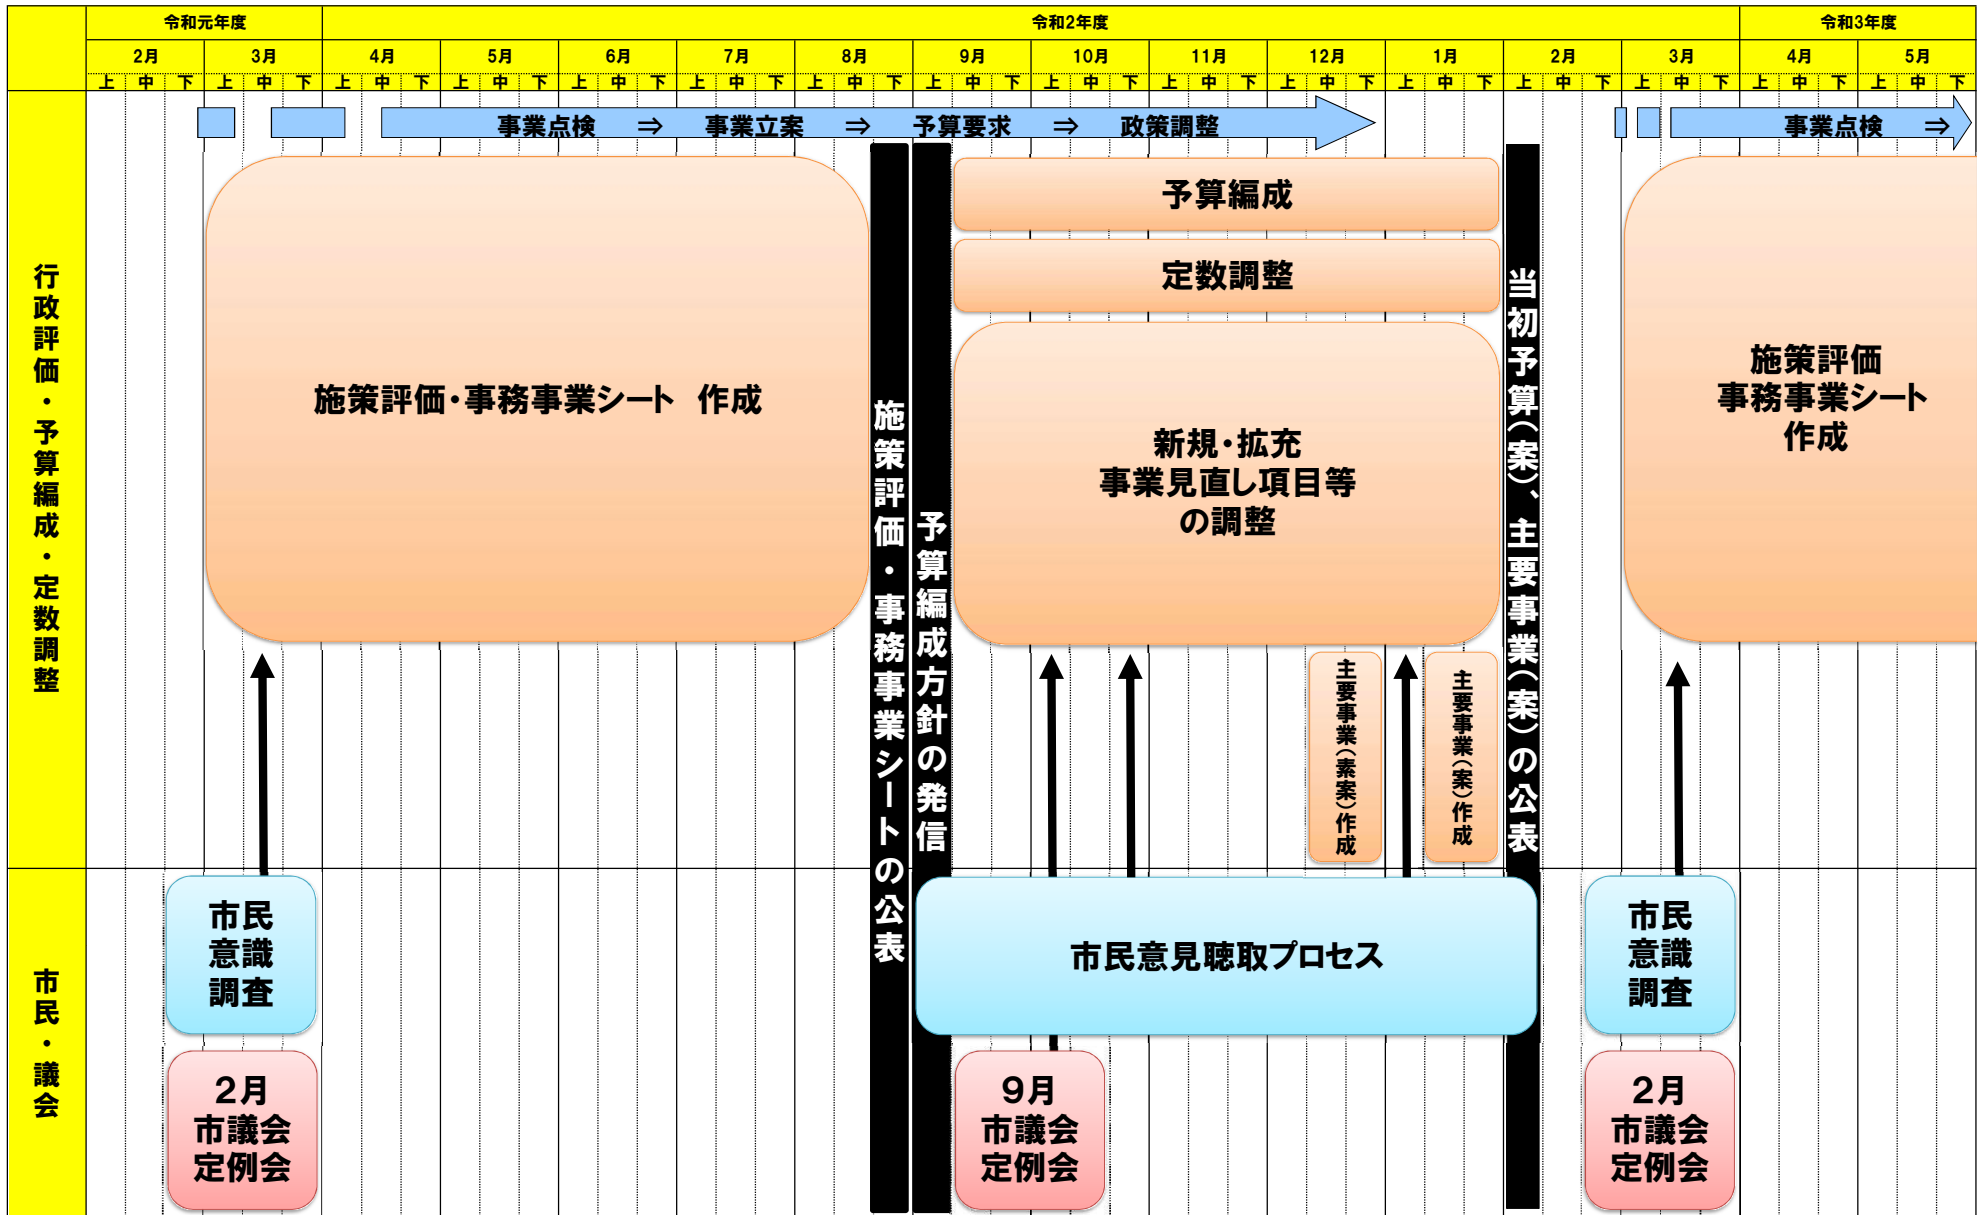 令和元年度 令和2年度 令和3年度
2月 3月 4月 5月 6月 7月 8月 9月 10月 11月 12月 1月 2月 3月 4月 5月
上 中 下 上 中 下 上 中 下 上 中 下 上 中 下 上 中 下 上 中 下 上 中 下 上 中 下 上 中 下 上 中 下 上 中 下 上 中 下 上 中 下 上 中 下 上 中 下
行政評価・予算編成・定数調整
事業点検 ⇒ 事業立案 ⇒ 予算要求 ⇒ 政策調整
事業点検 ⇒
施策評価・事務事業シート 作成
施策評価・事務事業シートの公表
予算編成方針の発信
予算編成
定数調整
新規・拡充
事業見直し項目等
の調整
主要事業(素案)作成
主要事業(案)作成
当初予算(案)、主要事業(案)の公表
施策評価
事務事業シート
作成
市民・議会
市民
意識
調査
市民意見聴取プロセス
市民
意識
調査
2月
市議会
定例会
9月
市議会
定例会
2月
市議会
定例会